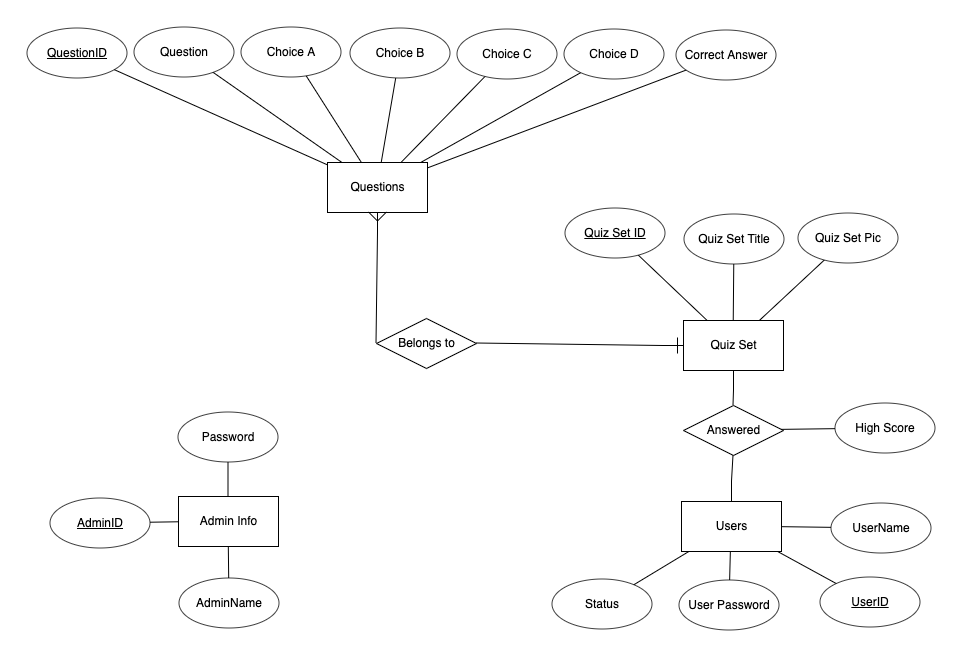 QuestionID
Question
Choice A
Choice B
Choice C
Choice D
Correct Answer
Questions
Quiz Set ID
Quiz Set Title
Quiz Set Pic
Belongs to
Quiz Set
Answered
High Score
Password
AdminID
Admin Info
AdminName
Users
UserName
Status
User Password
UserID